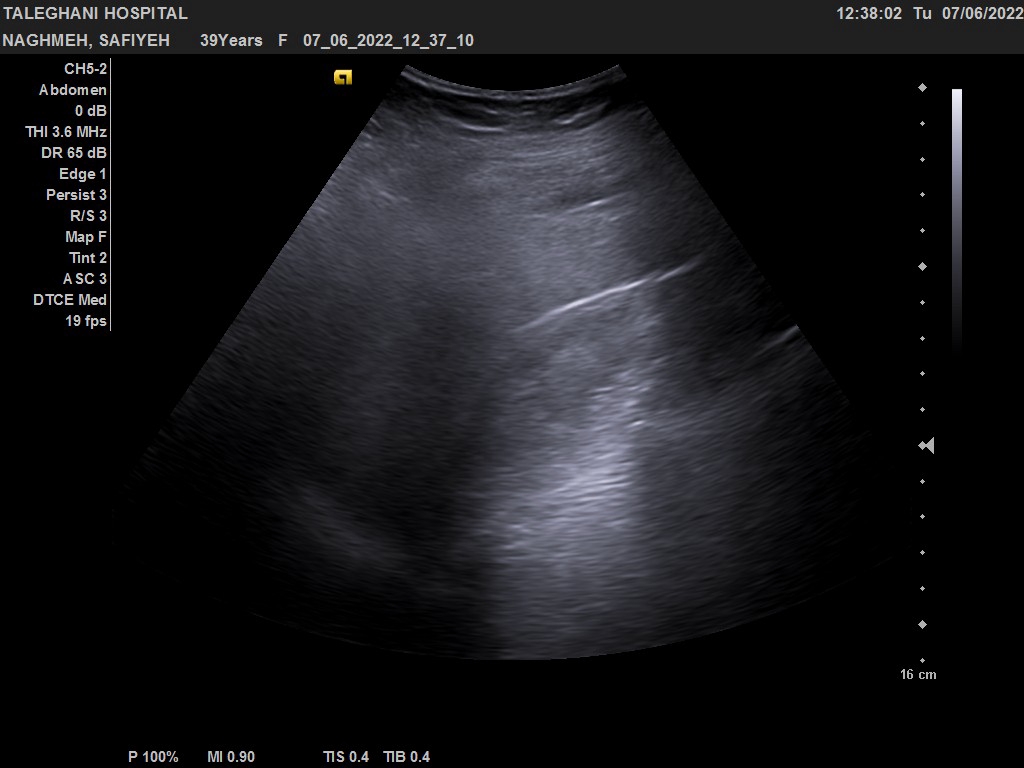 TALEGHANI HOSPITAL 12:38:02 Tu 07/06/2022
NAGHMEH, SAFIYEH 39Years F 07_06_2022_12_37_10
CH5-2
Abdomen
0 dB
THI 3.6 MHz
DR 65 dB
Edge 1
Persist 3
R/S 3
Map F
Tint 2
ASC 3
DTCE Med
19 fps
16 cm
P 100% MI 0.90 TIS 0.4 TIB 0.4